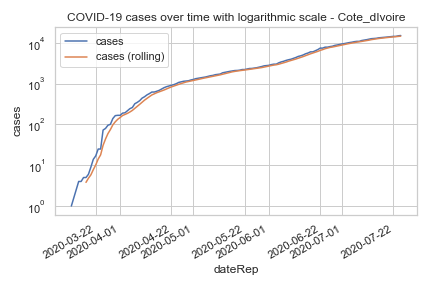 COVID-19 cases over time with logarithmic scale - Cote_dIvoire
cases
cases (rolling)
cases
10⁴
10³
10²
10¹
10⁰
2020-03-22
2020-04-01
2020-04-22
2020-05-01
2020-05-22
2020-06-01
2020-06-22
2020-07-01
2020-07-22
dateRep